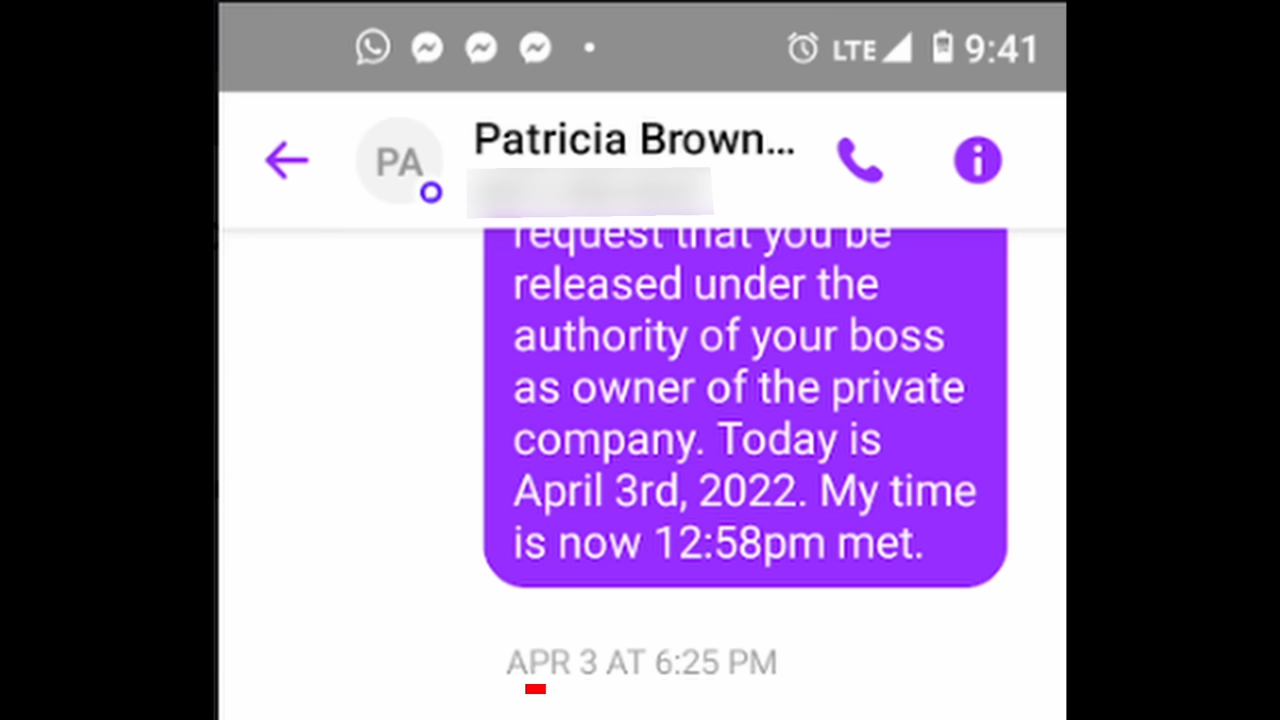 LTE 9:41
PA
Patricia Brown...
request that you be
released under the
authority of your boss
as owner of the private
company. Today is
April 3rd, 2022. My time
is now 12:58pm met.
APR 3 AT 6:25 PM